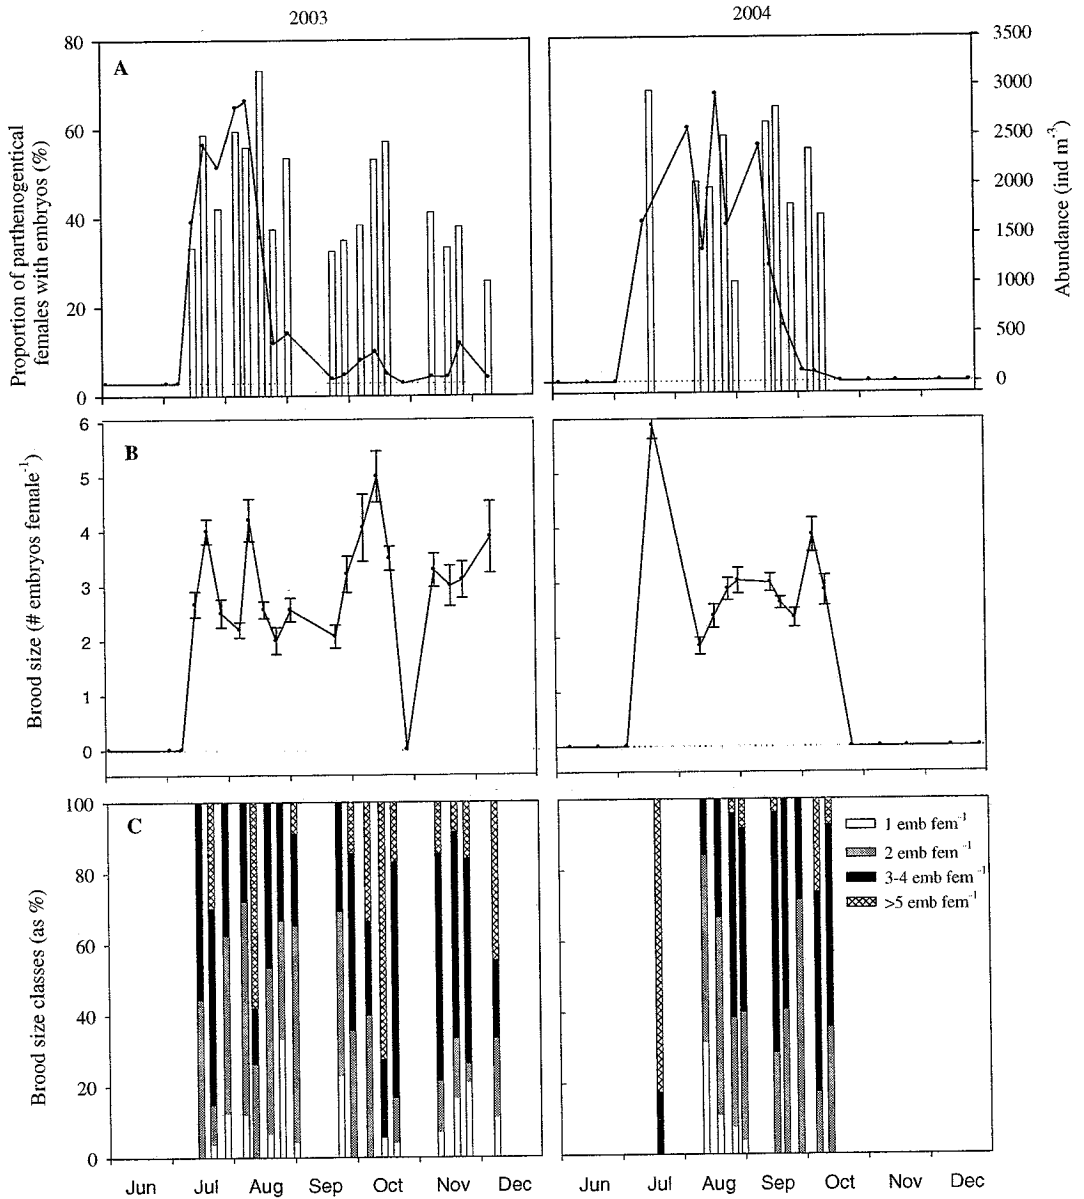 2003
2004
A
Proportion of parthenogentical
females with embryos (%)
80
60
40
20
0
3500
3000
2500
2000
1500
1000
500
0
Abundance (ind m⁻³)
B
Brood size (# embryos female⁻¹)
6
5
4
3
2
1
0
C
Brood size classes (as %)
100
80
60
40
20
0
1 emb fem⁻¹
2 emb fem⁻¹
3-4 emb fem⁻¹
>5 emb fem⁻¹
Jun Jul Aug Sep Oct Nov Dec
Jun Jul Aug Sep Oct Nov Dec